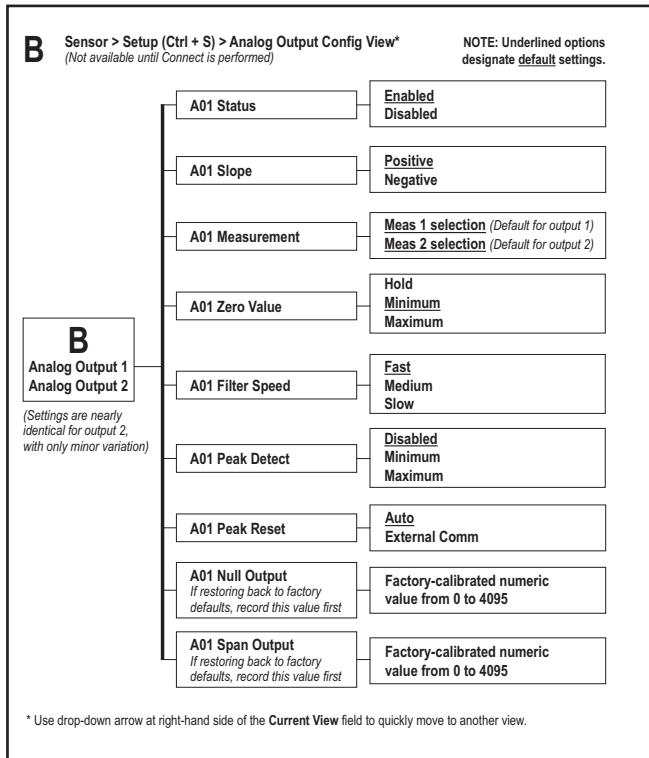 B
Sensor > Setup (Ctrl + S) > Analog Output Config View*
(Not available until Connect is performed)
NOTE: Underlined options
designate default settings.
A01 Status
Enabled
Disabled
A01 Slope
Positive
Negative
A01 Measurement
Meas 1 selection (Default for output 1)
Meas 2 selection (Default for output 2)
A01 Zero Value
Hold
Minimum
Maximum
B
Analog Output 1
Analog Output 2
(Settings are nearly
identical for output 2,
with only minor variation)
A01 Filter Speed
Fast
Medium
Slow
A01 Peak Detect
Disabled
Minimum
Maximum
A01 Peak Reset
Auto
External Comm
A01 Null Output
If restoring back to factory
defaults, record this value first
Factory-calibrated numeric
value from 0 to 4095
A01 Span Output
If restoring back to factory
defaults, record this value first
Factory-calibrated numeric
value from 0 to 4095
* Use drop-down arrow at right-hand side of the Current View field to quickly move to another view.